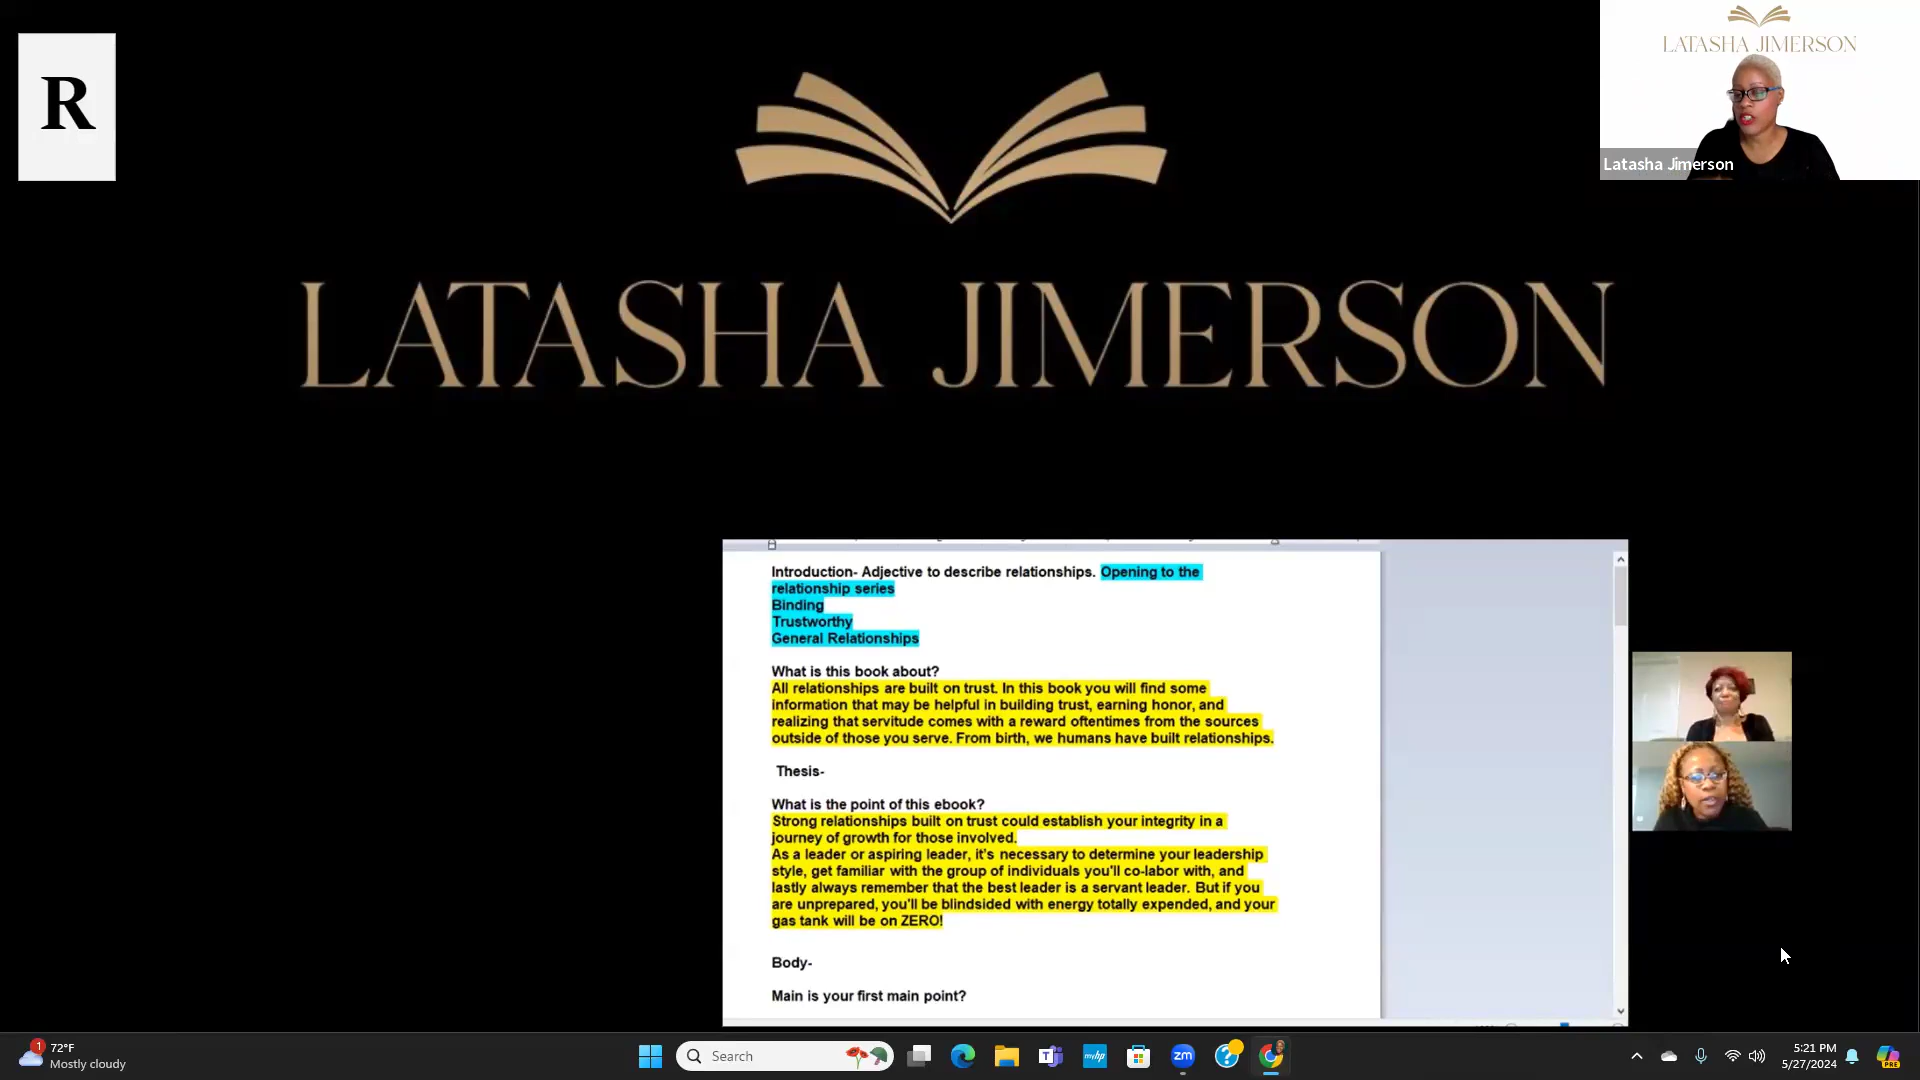 R
LATASHA JIMERSON
LATASHA JIMERSON
Latasha Jimerson
Introduction- Adjective to describe relationships. Opening to the
relationship series
Binding
Trustworthy
General Relationships
What is this book about?
All relationships are built on trust. In this book you will find some
information that may be helpful in building trust, earning honor, and
realizing that servitude comes with a reward oftentimes from the sources
outside of those you serve. From birth, we humans have built relationships.
Thesis-
What is the point of this ebook?
Strong relationships built on trust could establish your integrity in a
journey of growth for those involved.
As a leader or aspiring leader, it's necessary to determine your leadership
style, get familiar with the group of individuals you'll co-labor with, and
lastly always remember that the best leader is a servant leader. But if you
are unprepared, you'll be blindsided with energy totally expended, and your
gas tank will be on ZERO!
Body-
Main is your first main point?
1
72°F
Mostly cloudy
Search
T
myhp
zm
?
5:21 PM
5/27/2024
PRE